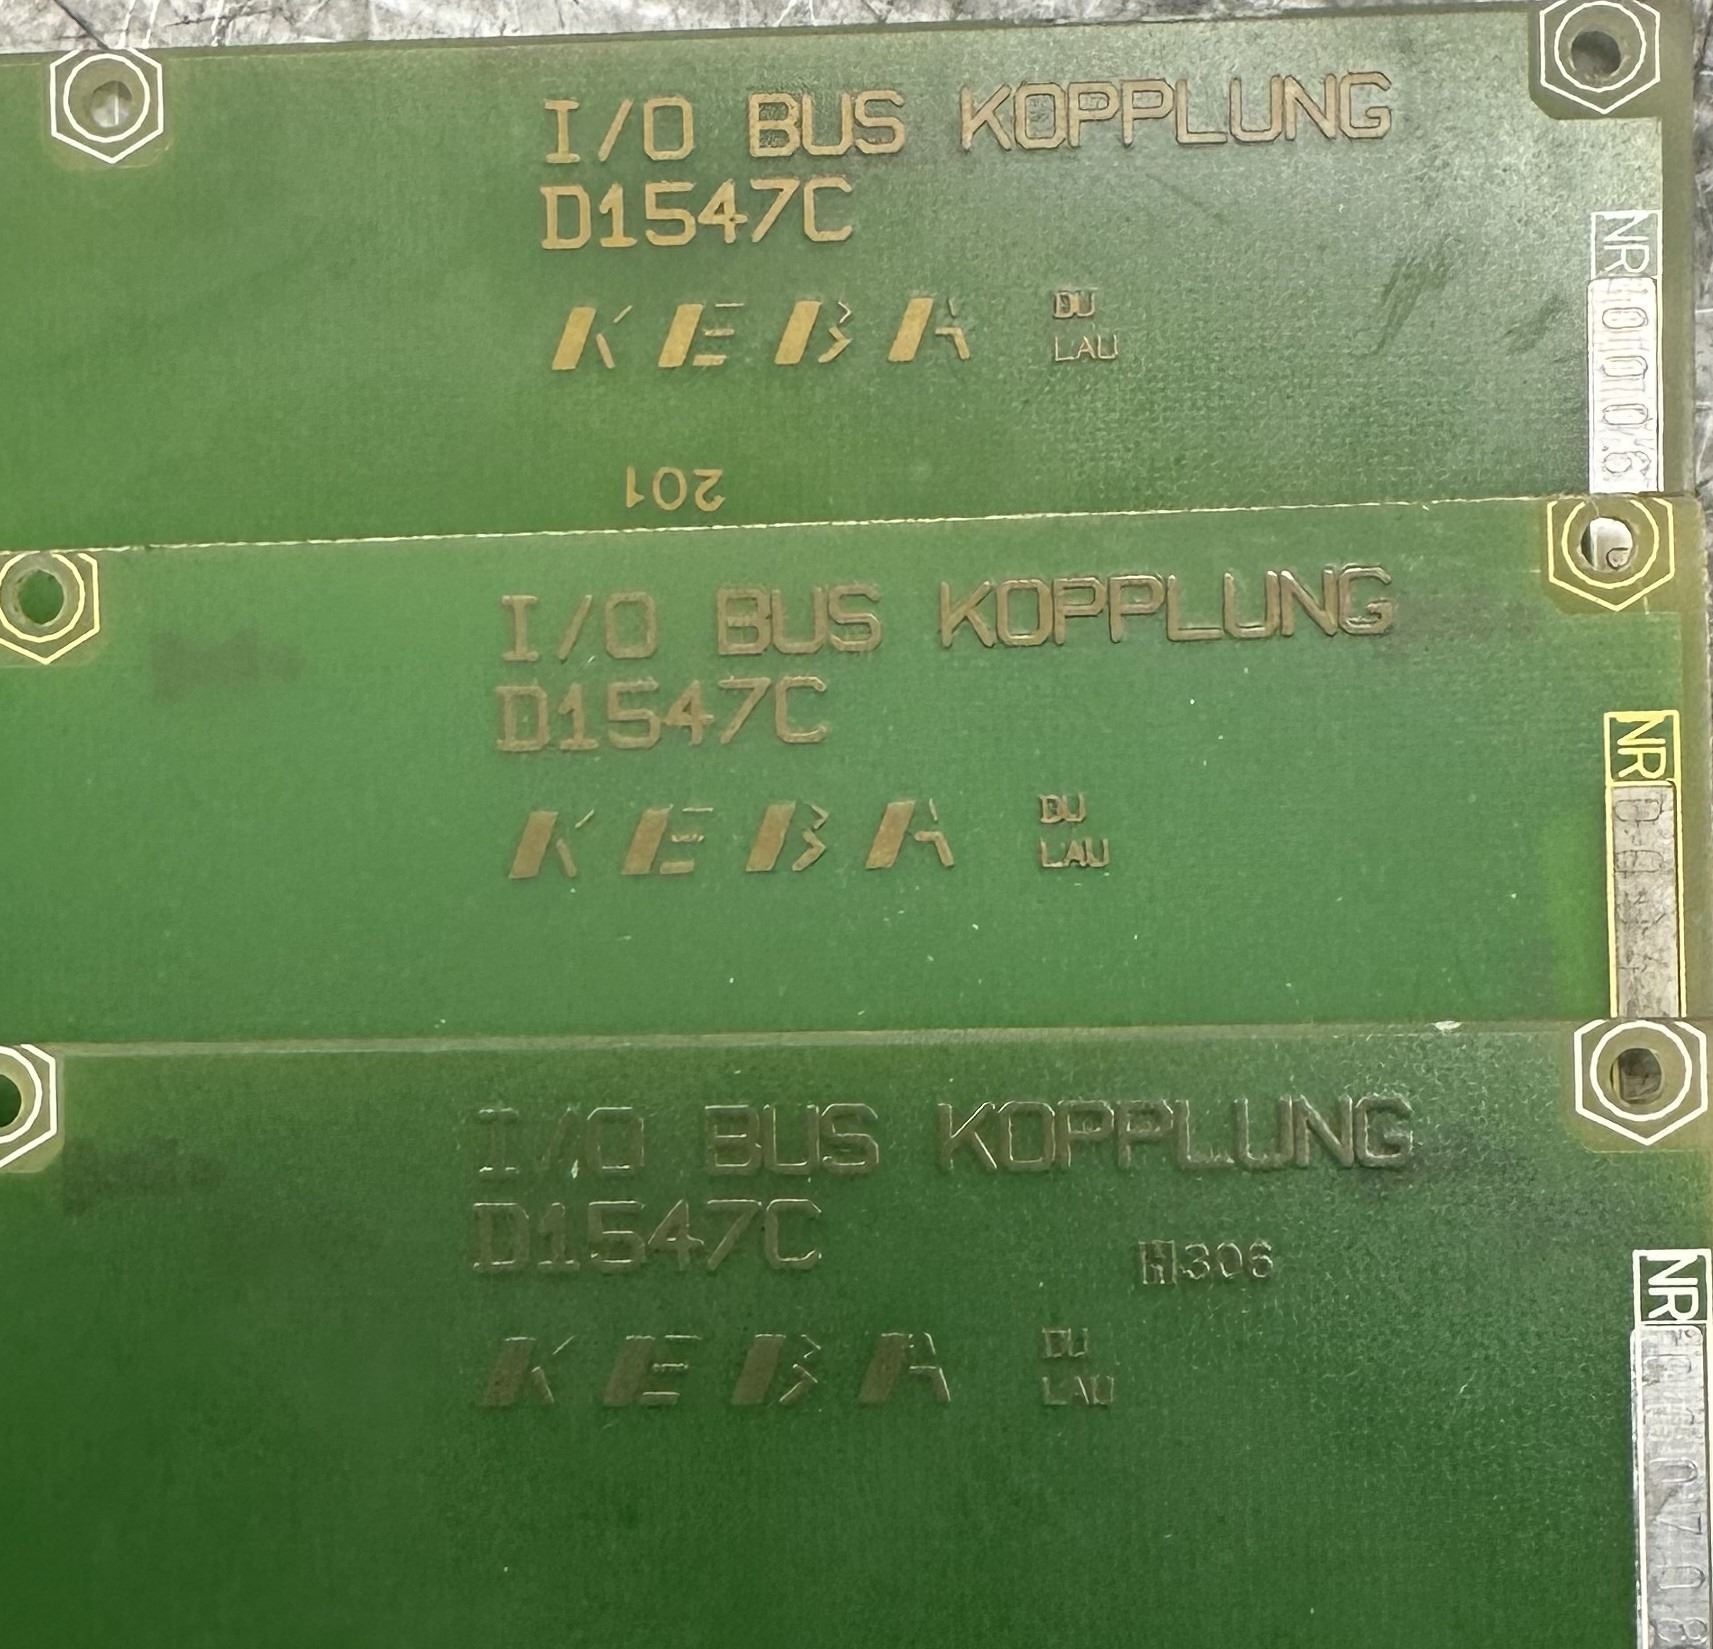 I/O BUS KOPPLUNG
D1547C
KEBA
DU
LAU
201
NR
I/O BUS KOPPLUNG
D1547C
KEBA
DU
LAU
NR
I/O BUS KOPPLUNG
D1547C
H306
KEBA
DU
LAU
NR